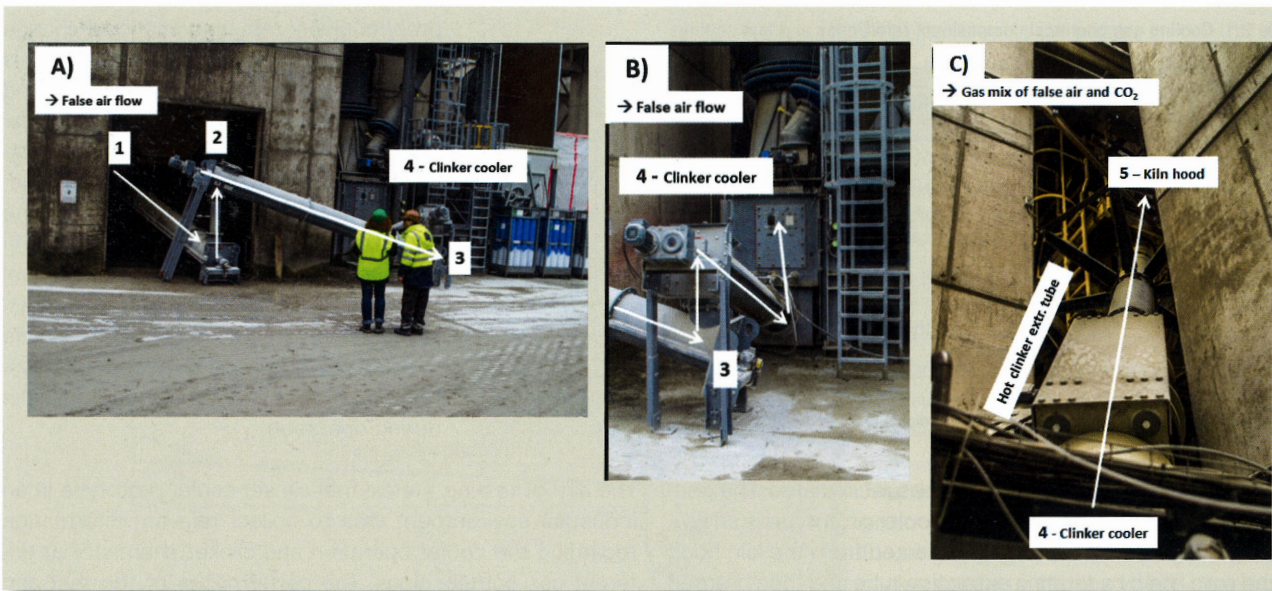 A)
→ False air flow
1
2
4 - Clinker cooler
3
B)
→ False air flow
4 - Clinker cooler
3
C)
→ Gas mix of false air and CO₂
5 – Kiln hood
Hot clinker extr. tube
4 - Clinker cooler